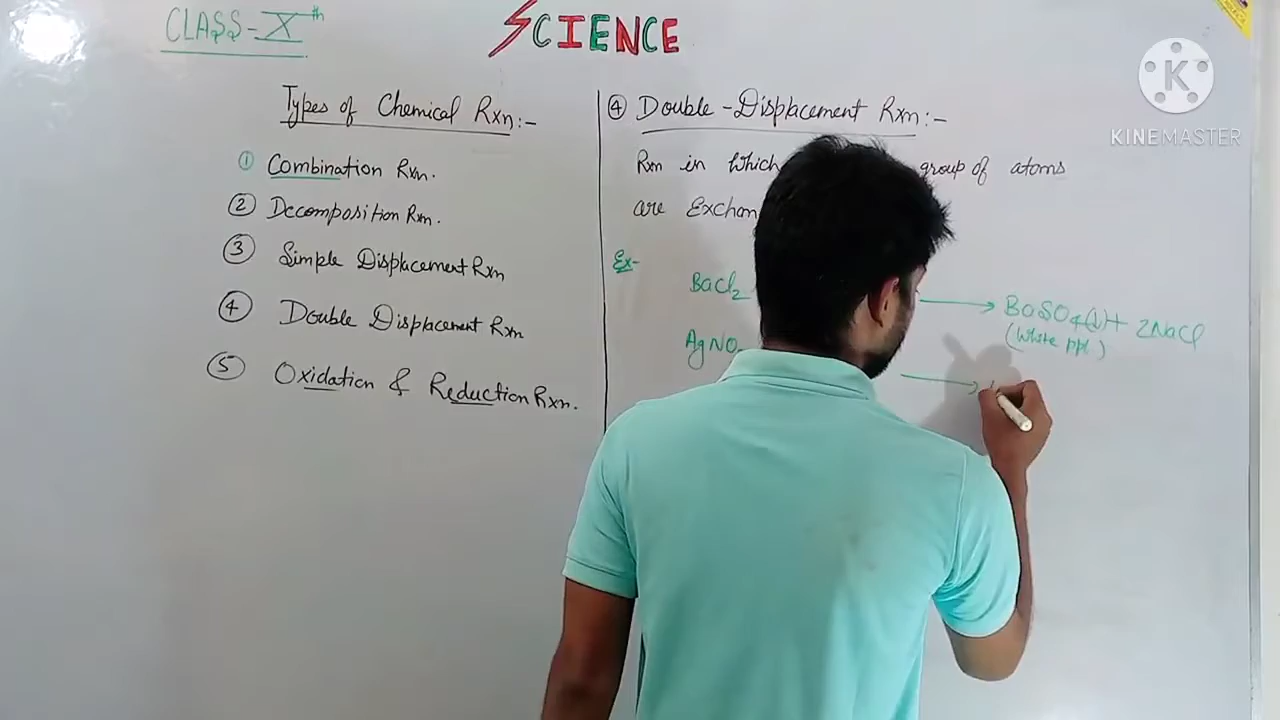 CLASS-Xth
SCIENCE
KINEMASTER
Types of Chemical Rxn:-
① Combination Rxn.
② Decomposition Rxn.
③ Simple Displacement Rxn
④ Double Displacement Rxn
⑤ Oxidation & Reduction Rxn.
④ Double-Displacement Rxn:-
Rxn in which group of atoms
are Exchan
Ex-
BaCl₂ → BaSO₄(↓)+ 2NaCl
(White ppt.)
AgNO →